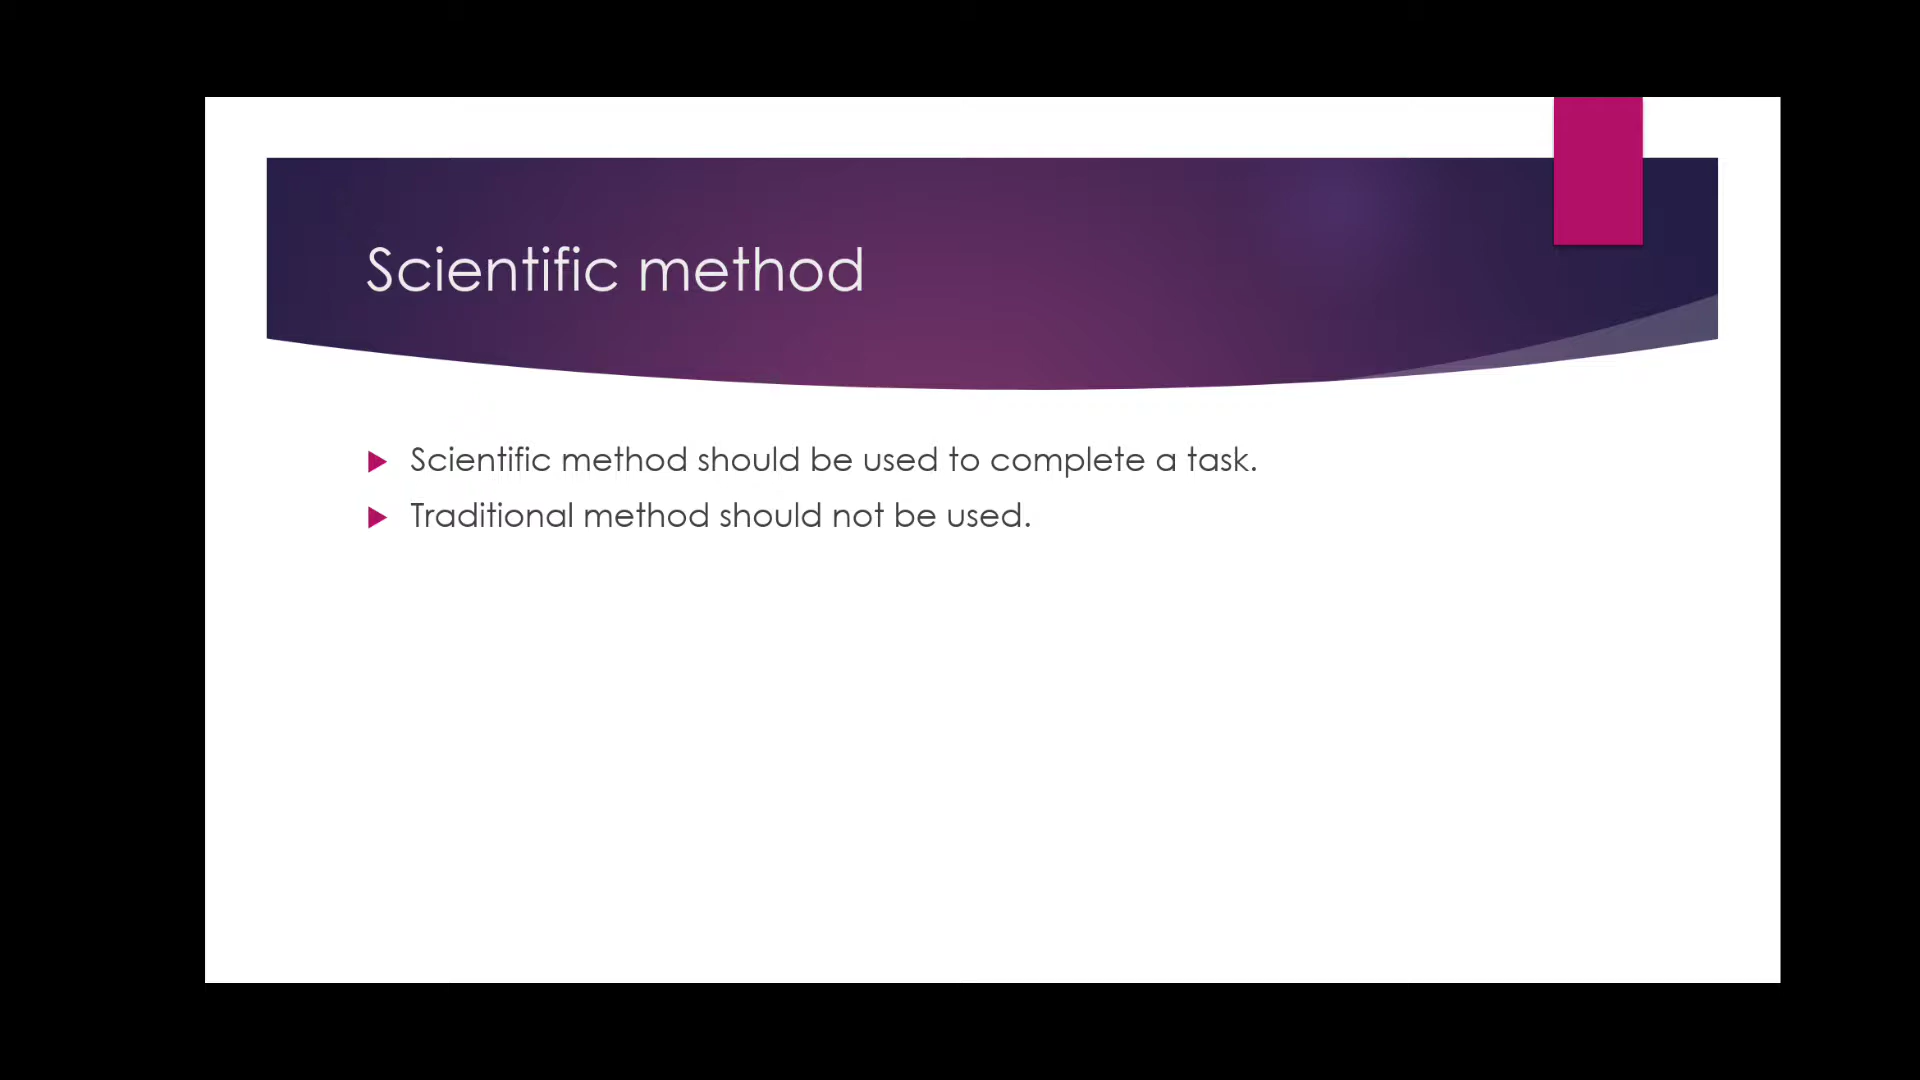 Scientific method
Scientific method should be used to complete a task.
Traditional method should not be used.